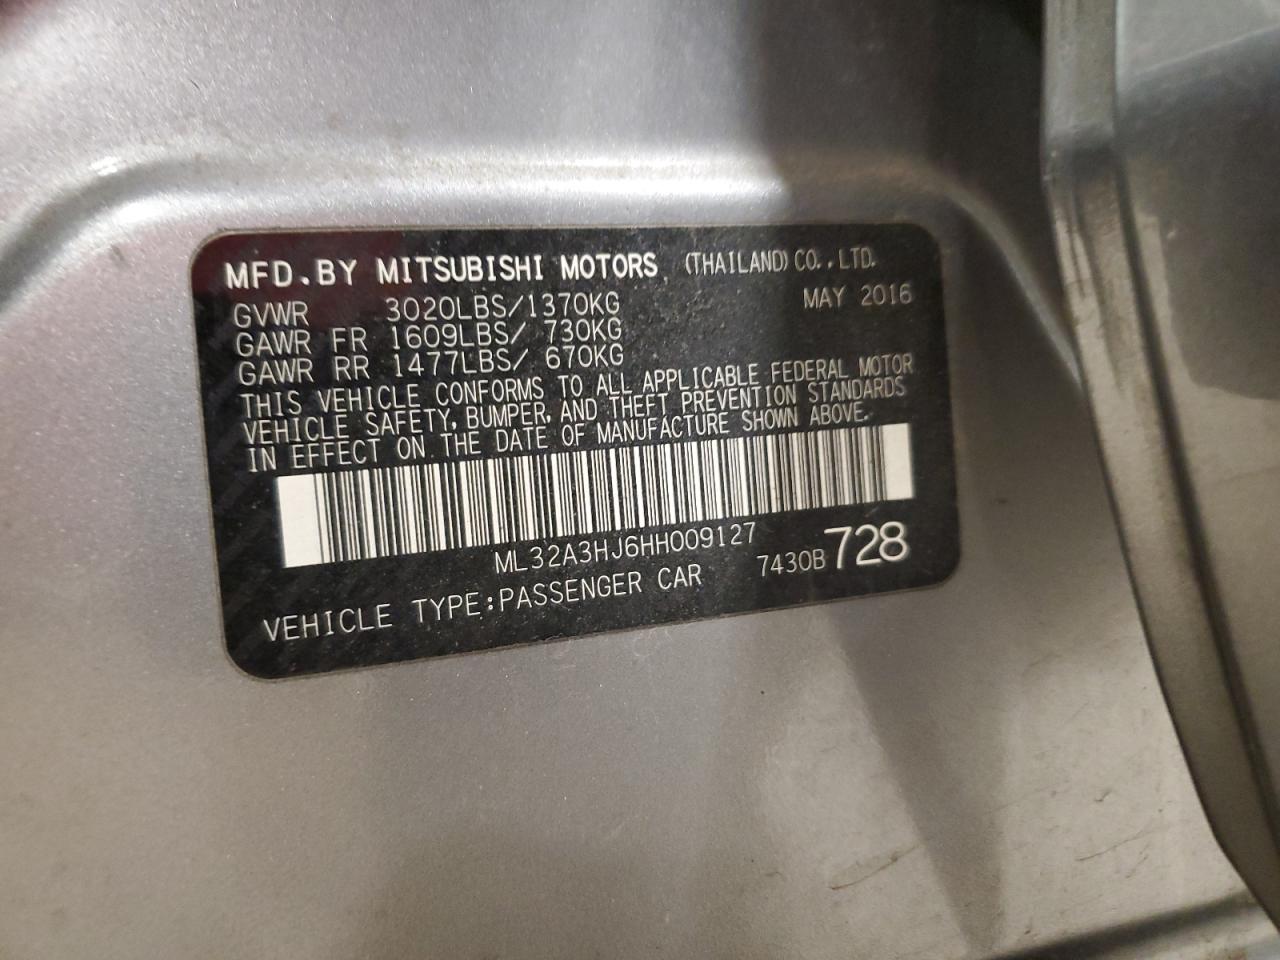 MFD.BY MITSUBISHI MOTORS (THAILAND) CO.,LTD.
GVWR 3020LBS/1370KG MAY 2016
GAWR FR 1609LBS/ 730KG
GAWR RR 1477LBS/ 670KG
THIS VEHICLE CONFORMS TO ALL APPLICABLE FEDERAL MOTOR
VEHICLE SAFETY, BUMPER, AND THEFT PREVENTION STANDARDS
IN EFFECT ON THE DATE OF MANUFACTURE SHOWN ABOVE.
ML32A3HJ6HH009127
VEHICLE TYPE:PASSENGER CAR 7430B 728